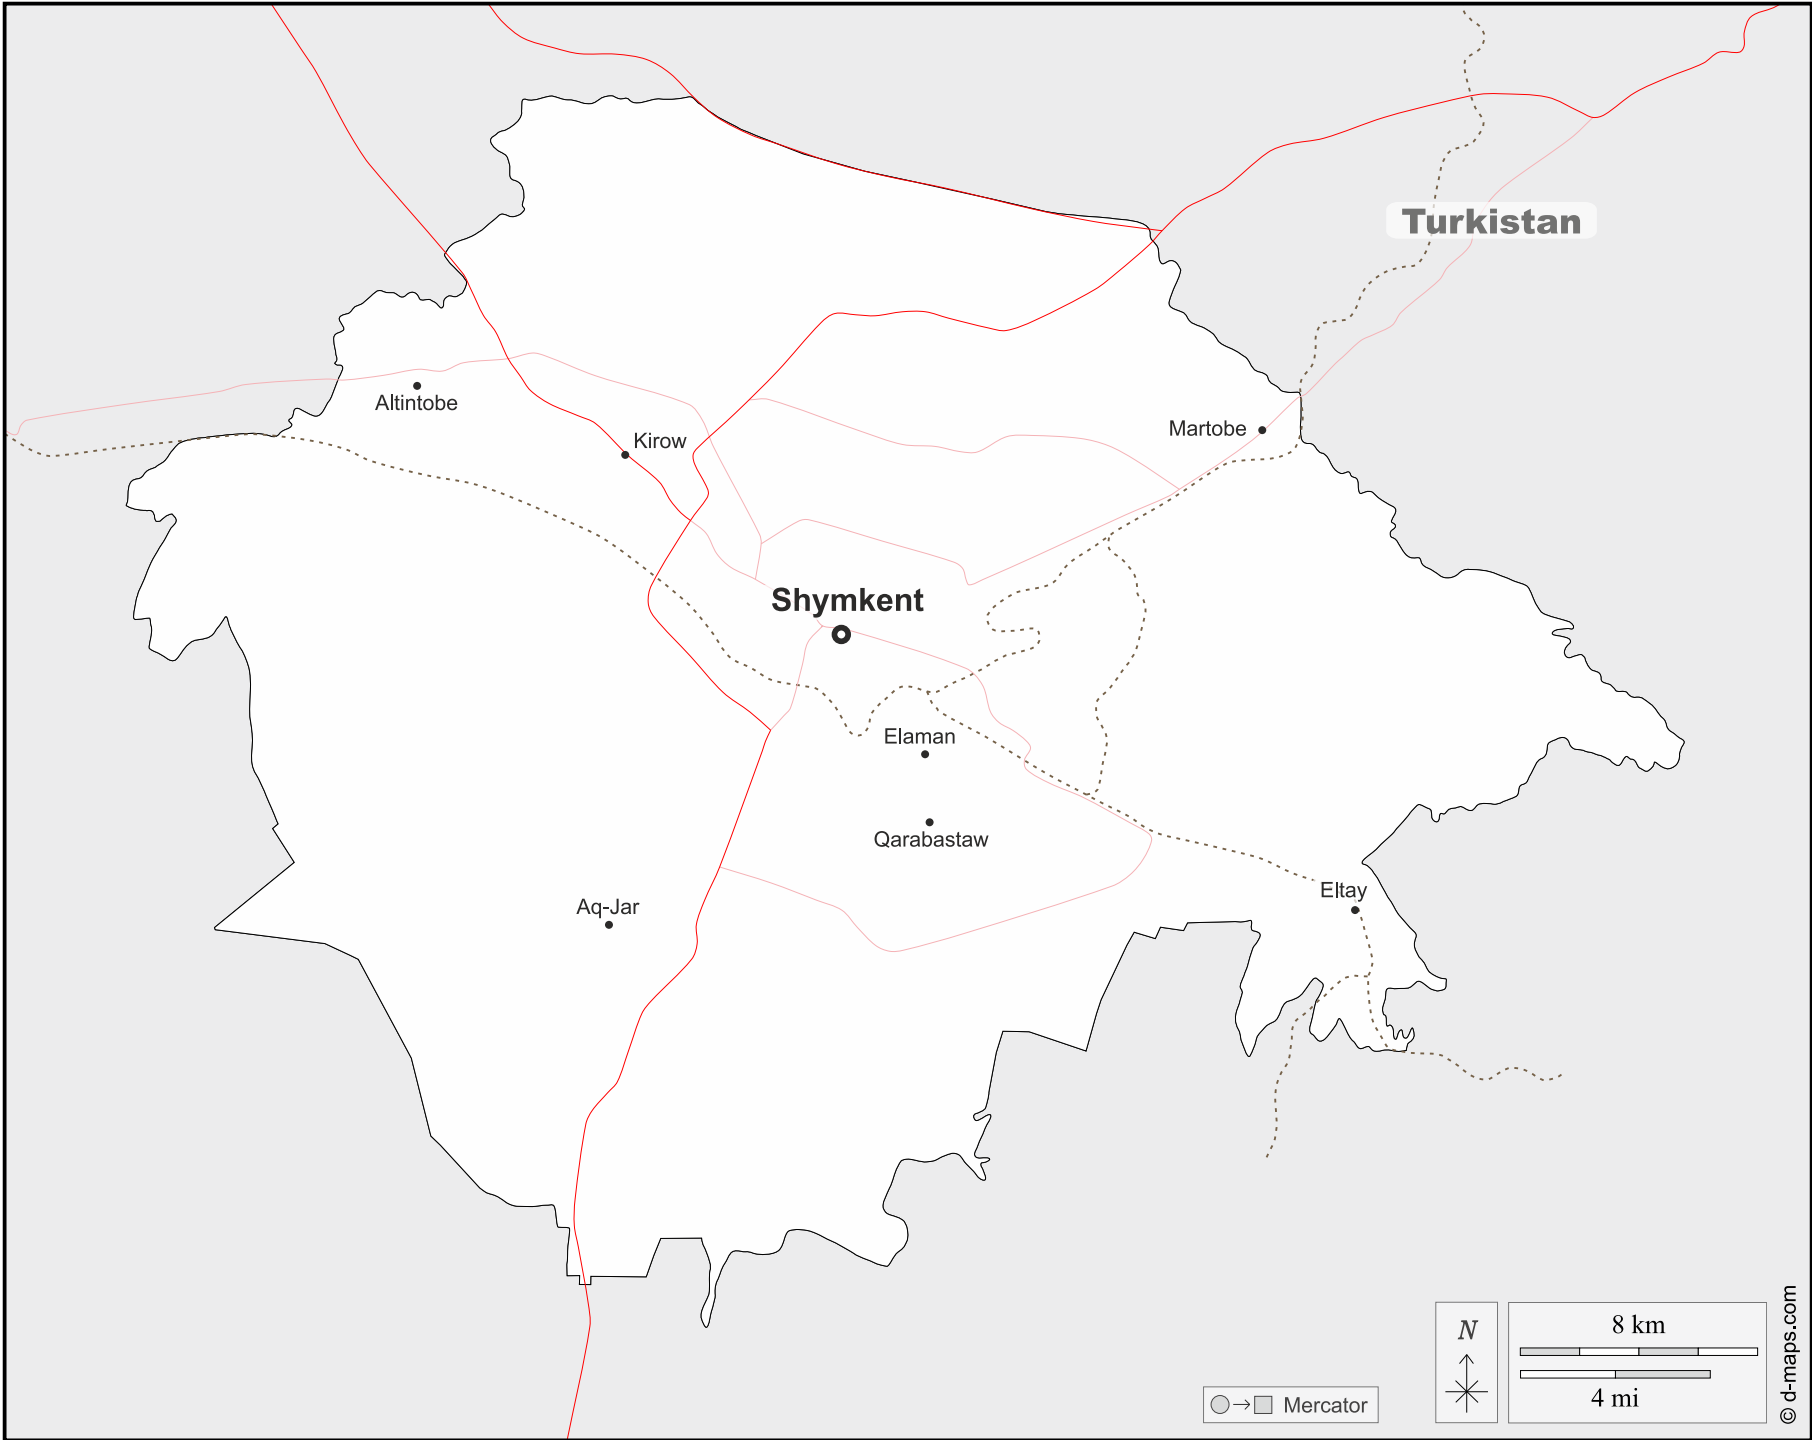 Turkistan
Altintobe
Kirow
Martobe
Shymkent
Elaman
Qarabastaw
Eltay
Aq-Jar
N
8 km
4 mi
Mercator
© d-maps.com